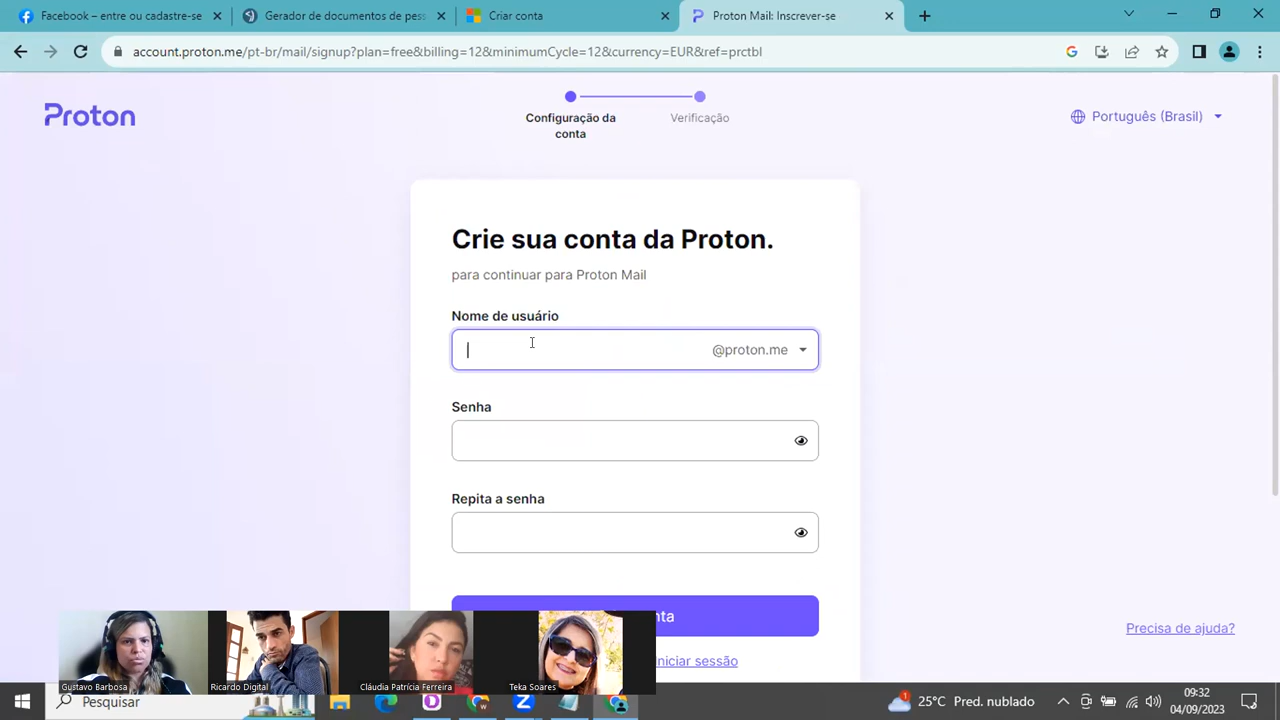 Facebook – entre ou cadastre-se
Gerador de documentos de pess
Criar conta
Proton Mail: Inscrever-se
account.proton.me/pt-br/mail/signup?plan=free&billing=12&minimumCycle=12&currency=EUR&ref=prctbl
Proton
Configuração da
conta
Verificação
Português (Brasil)
Crie sua conta da Proton.
para continuar para Proton Mail
Nome de usuário
@proton.me
Senha
Repita a senha
nta
Iniciar sessão
Precisa de ajuda?
Gustavo Barbosa
Ricardo Digital
Cláudia Patrícia Ferreira
Teka Soares
Pesquisar
1
25°C Pred. nublado
09:32
04/09/2023